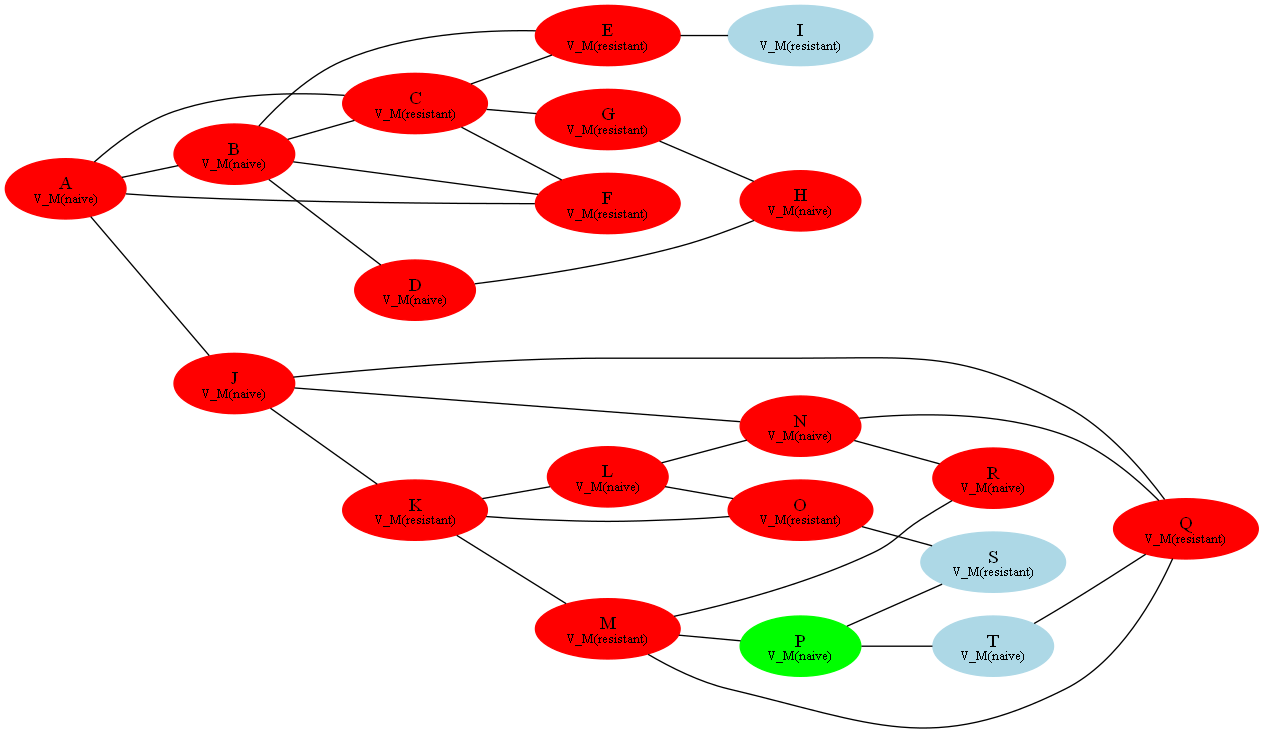 A
V_M(naive)
B
V_M(naive)
C
V_M(resistant)
E
V_M(resistant)
I
V_M(resistant)
G
V_M(resistant)
F
V_M(resistant)
H
V_M(naive)
D
V_M(naive)
J
V_M(naive)
K
V_M(resistant)
L
V_M(naive)
N
V_M(naive)
O
V_M(resistant)
R
V_M(naive)
Q
V_M(resistant)
S
V_M(resistant)
M
V_M(resistant)
P
V_M(naive)
T
V_M(naive)